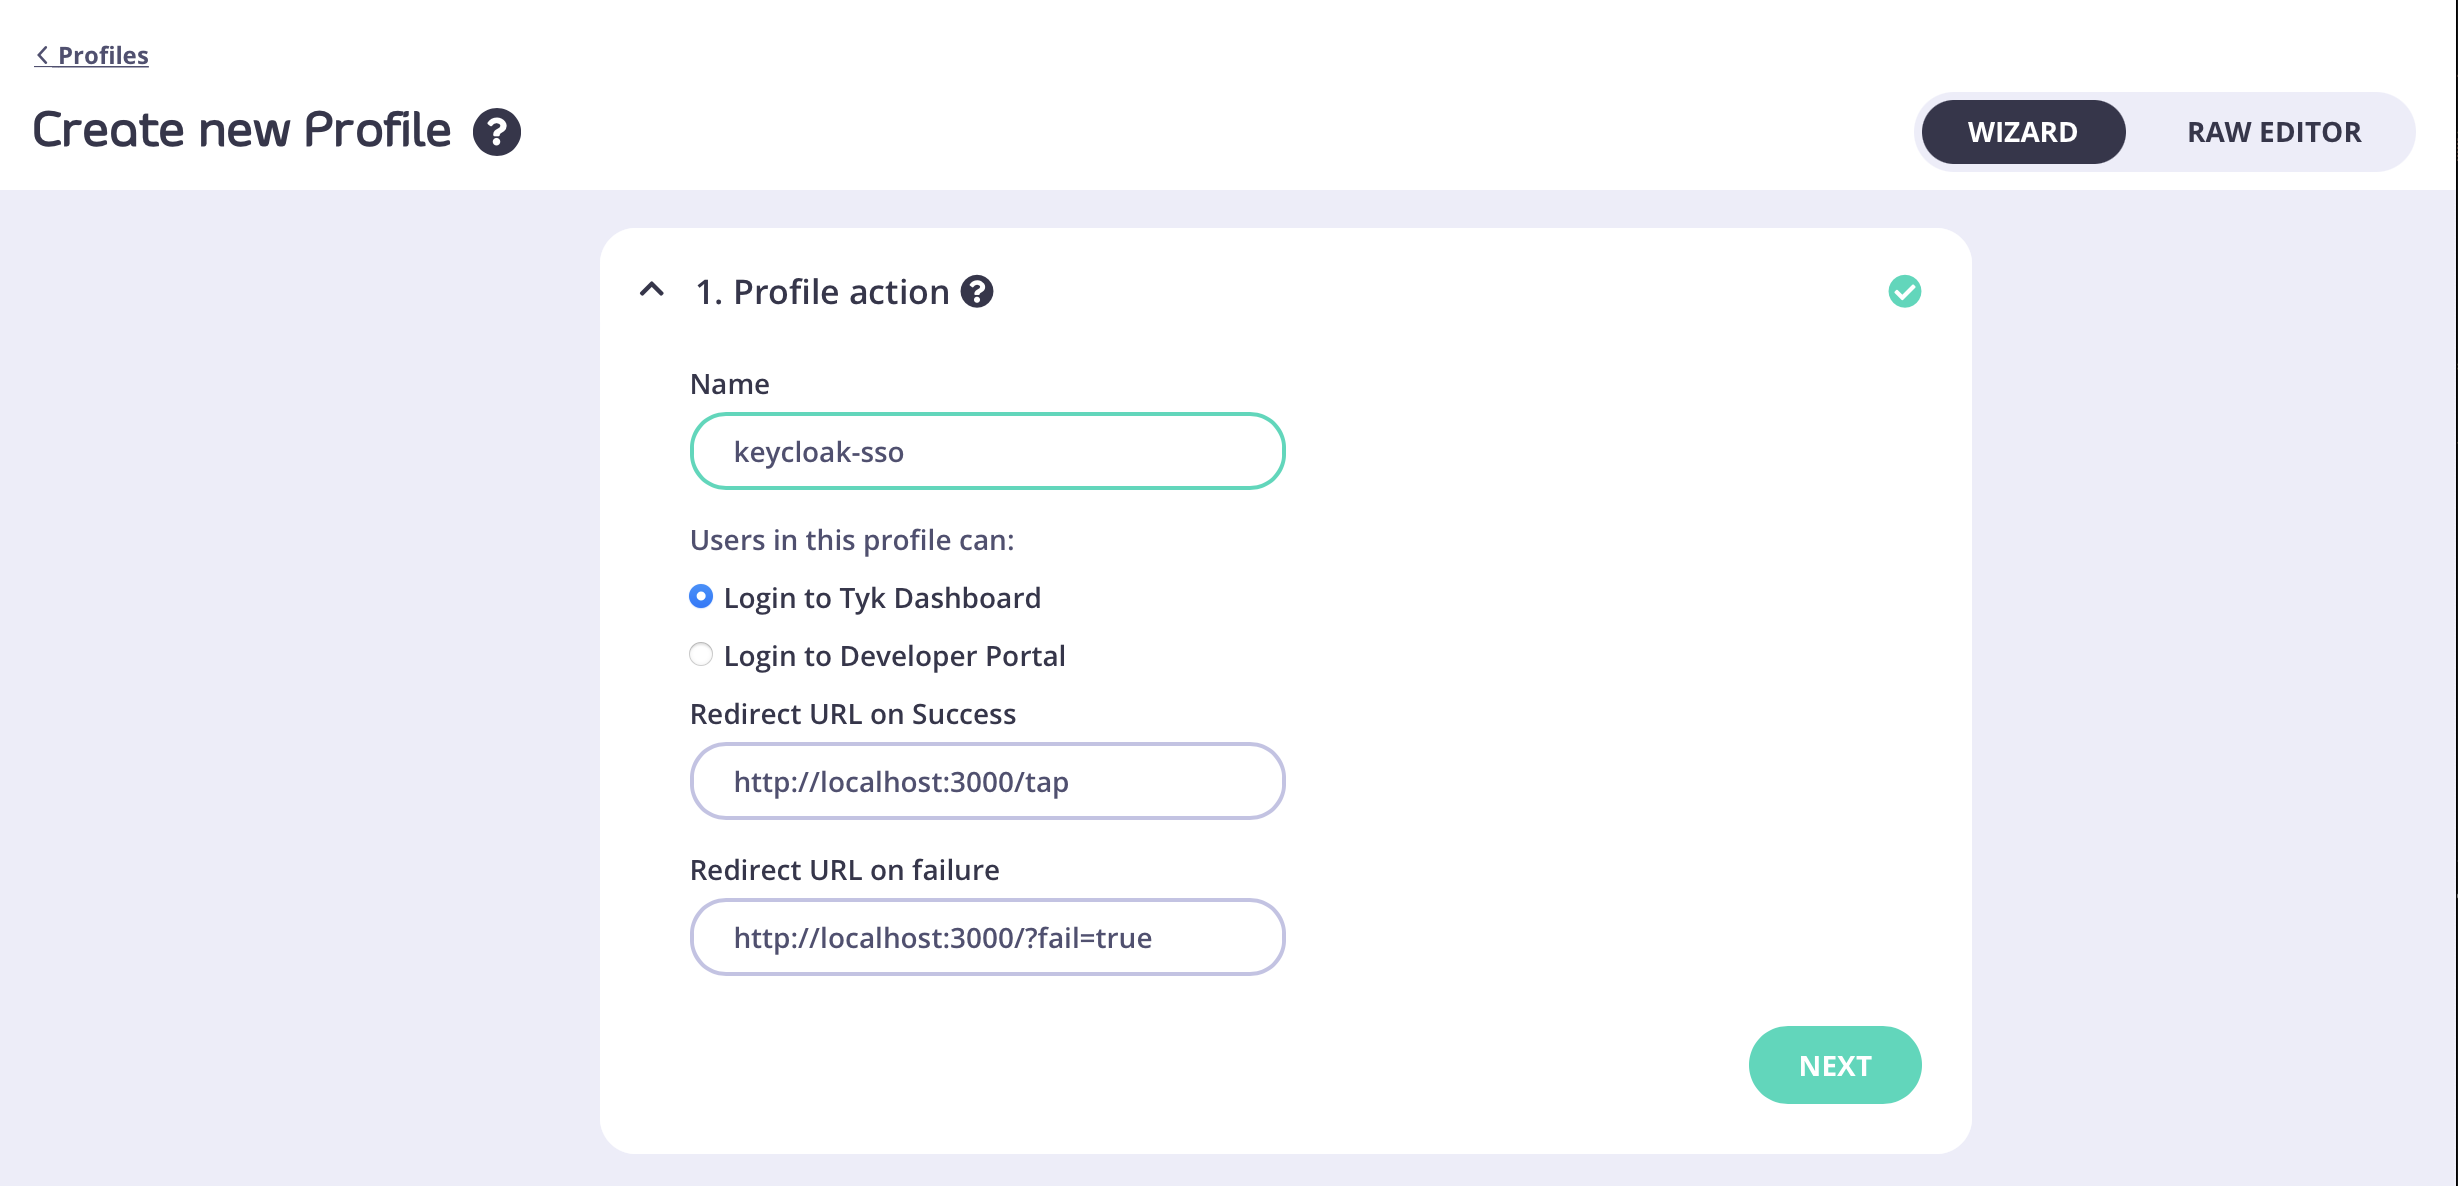 Profiles
Create new Profile ?
WIZARD
RAW EDITOR
1. Profile action ?
Name
keycloak-sso
Users in this profile can:
Login to Tyk Dashboard
Login to Developer Portal
Redirect URL on Success
http://localhost:3000/tap
Redirect URL on failure
http://localhost:3000/?fail=true
NEXT